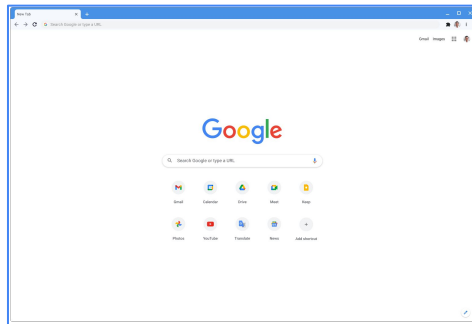 New Tab
Search Google or type a URL
Gmail Images
Google
Search Google or type a URL
Gmail Calendar Drive Meet Keep
Photos YouTube Translate News Add shortcut